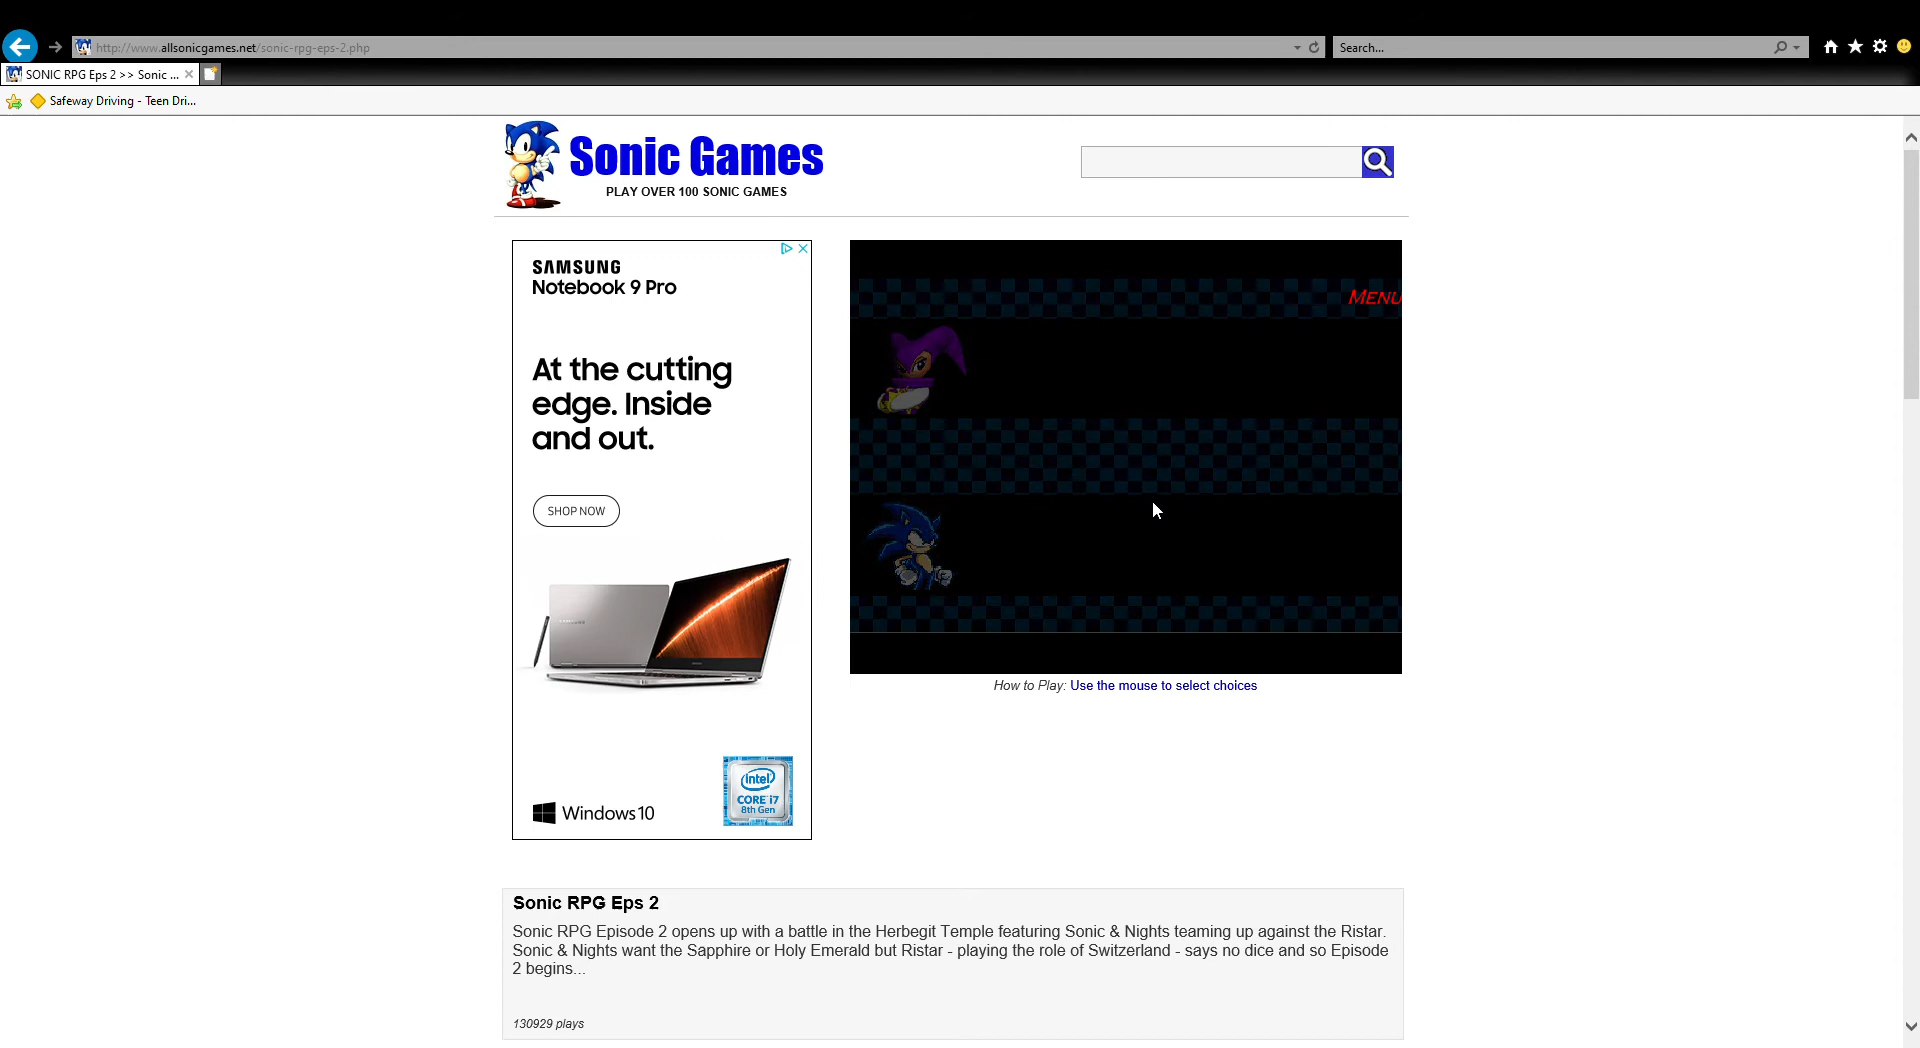 http://www.allsonicgames.net/sonic-rpg-eps-2.php
Search...
SONIC RPG Eps 2 >> Sonic ...
Safeway Driving - Teen Dri...
Sonic Games
PLAY OVER 100 SONIC GAMES
SAMSUNG
Notebook 9 Pro
At the cutting
edge. Inside
and out.
SHOP NOW
Windows 10
intel
CORE i7
8th Gen
MENU
How to Play: Use the mouse to select choices
Sonic RPG Eps 2
Sonic RPG Episode 2 opens up with a battle in the Herbegit Temple featuring Sonic & Nights teaming up against the Ristar.
Sonic & Nights want the Sapphire or Holy Emerald but Ristar - playing the role of Switzerland - says no dice and so Episode
2 begins...
130929 plays